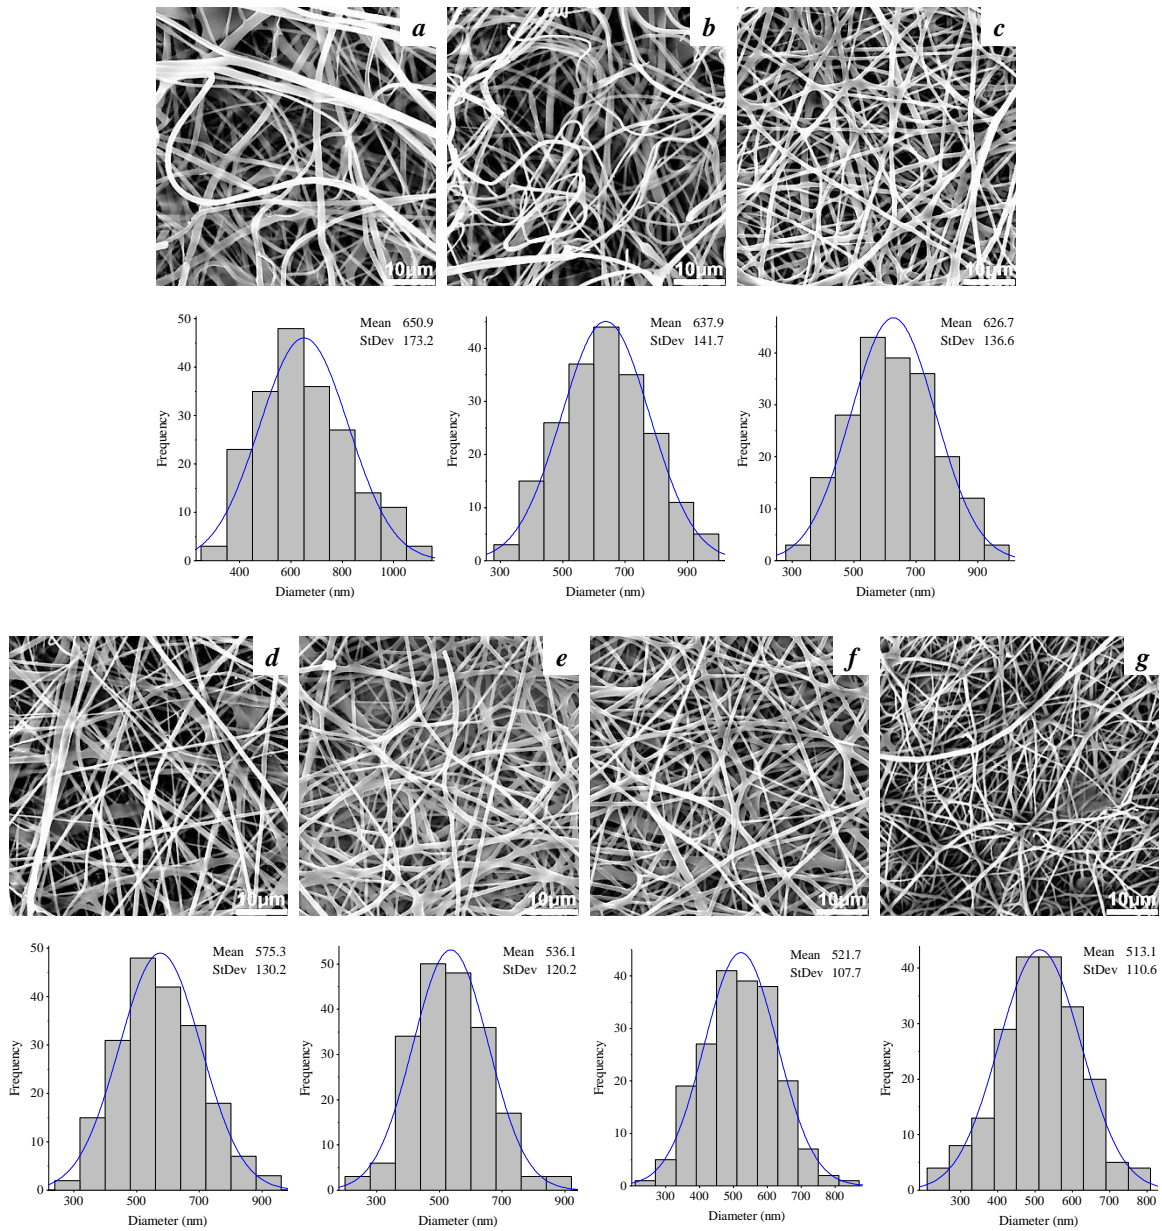 a
b
c
10μm
10μm
10μm
Mean 650.9
StDev 173.2
50
40
30
20
10
0
Frequency
400
600
800
1000
Diameter (nm)
Mean 637.9
StDev 141.7
40
30
20
10
0
Frequency
300
500
700
900
Diameter (nm)
Mean 626.7
StDev 136.6
40
30
20
10
0
Frequency
300
500
700
900
Diameter (nm)
d
e
f
g
10μm
10μm
10μm
10μm
Mean 575.3
StDev 130.2
50
40
30
20
10
0
Frequency
300
500
700
900
Diameter (nm)
Mean 536.1
StDev 120.2
50
40
30
20
10
0
Frequency
300
500
700
900
Diameter (nm)
Mean 521.7
StDev 107.7
40
30
20
10
0
Frequency
300
400
500
600
700
800
Diameter (nm)
Mean 513.1
StDev 110.6
40
30
20
10
0
Frequency
300
400
500
600
700
800
Diameter (nm)